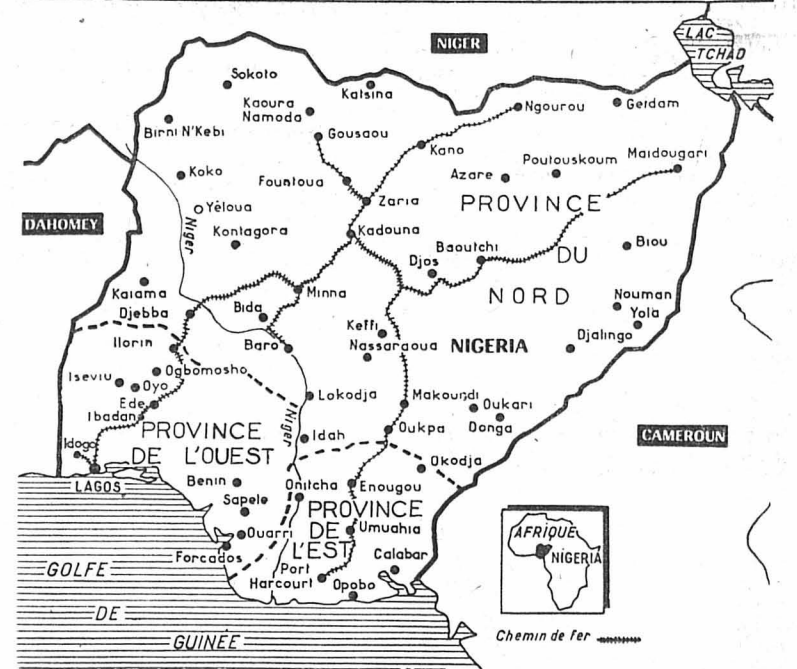 NIGER
LAC
TCHAD
Sokoto
Katsina
Kaoura
Namoda
Ngourou
Geidam
Birni N'Kebi
Gousaou
Kano
Koko
Fountoua
Azare
Poutouskoum
Maidougari
Yéloua
Zaria
PROVINCE
DAHOMEY
Niger
Kontagora
Kadouna
Baoutchi
DU
Biou
Djos
Kaiama
Minna
NORD
Nouman
Yola
Djebba
Bida
Keffi
Ilorin
Baro
Nassaraoua
NIGERIA
Djalingo
Ogbomosho
Iseviu
Oyo
Lokodja
Makourdi
Oukari
Ede
Ibadan
Niger
Donga
PROVINCE
DE L'OUEST
Idah
Oukpa
CAMEROUN
Idogo
Okodja
LAGOS
Benin
Onitcha
Enougou
Sapele
PROVINCE
DE
L'EST
Umuahia
Ouarri
Forcados
Calabar
Port
Harcourt
Opobo
GOLFE
DE
GUINÉE
AFRIQUE
NIGERIA
Chemin de fer